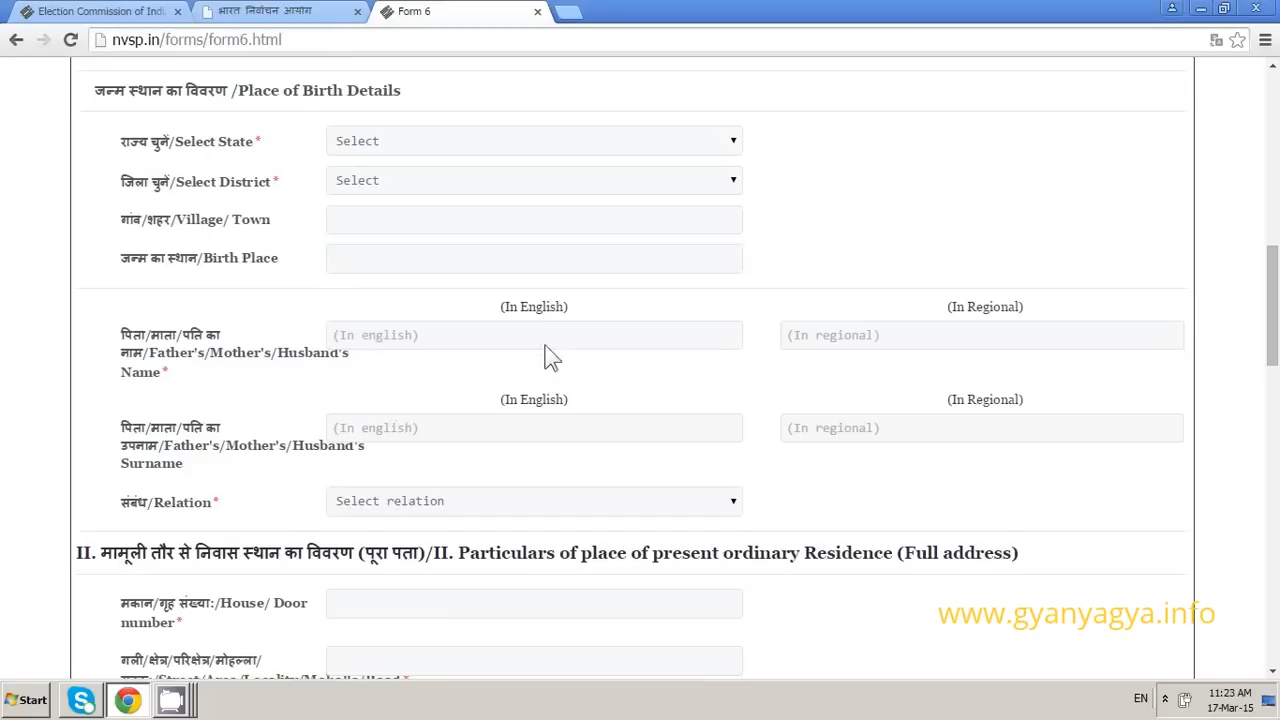 Election Commission of Indi
भारत निर्वाचन आयोग
Form 6
nvsp.in/forms/form6.html
जन्म स्थान का विवरण /Place of Birth Details
राज्य चुनें/Select State*
Select
जिला चुनें/Select District*
Select
गांव/शहर/Village/ Town
जन्म का स्थान/Birth Place
(In English)
(In Regional)
पिता/माता/पति का
(In english)
(In regional)
नाम/Father's/Mother's/Husband's
Name*
(In English)
(In Regional)
पिता/माता/पति का
(In english)
(In regional)
उपनाम/Father's/Mother's/Husband's
Surname
संबंध/Relation*
Select relation
II. मामूली तौर से निवास स्थान का विवरण (पूरा पता)/II. Particulars of place of present ordinary Residence (Full address)
मकान/गृह संख्या:/House/ Door
number*
www.gyanyagya.info
गली/क्षेत्र/परिक्षेत्र/मोहल्ला/
Start
EN
11:23 AM
17-Mar-15